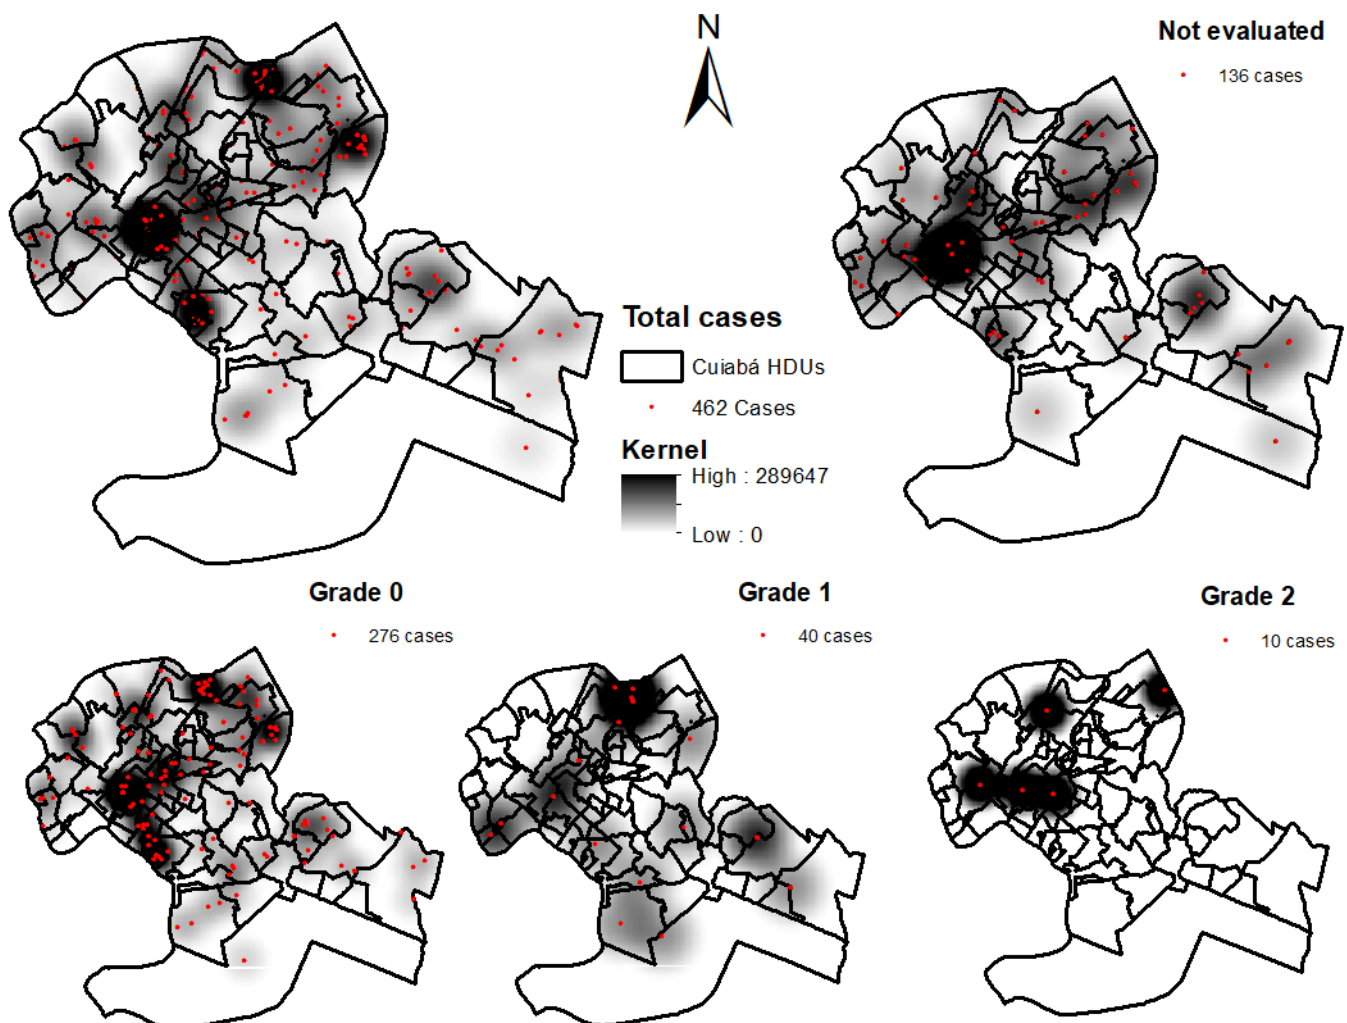 N
Not evaluated
136 cases
Total cases
Cuiabá HDUs
462 Cases
Kernel
High : 289647
Low : 0
Grade 0
276 cases
Grade 1
40 cases
Grade 2
10 cases